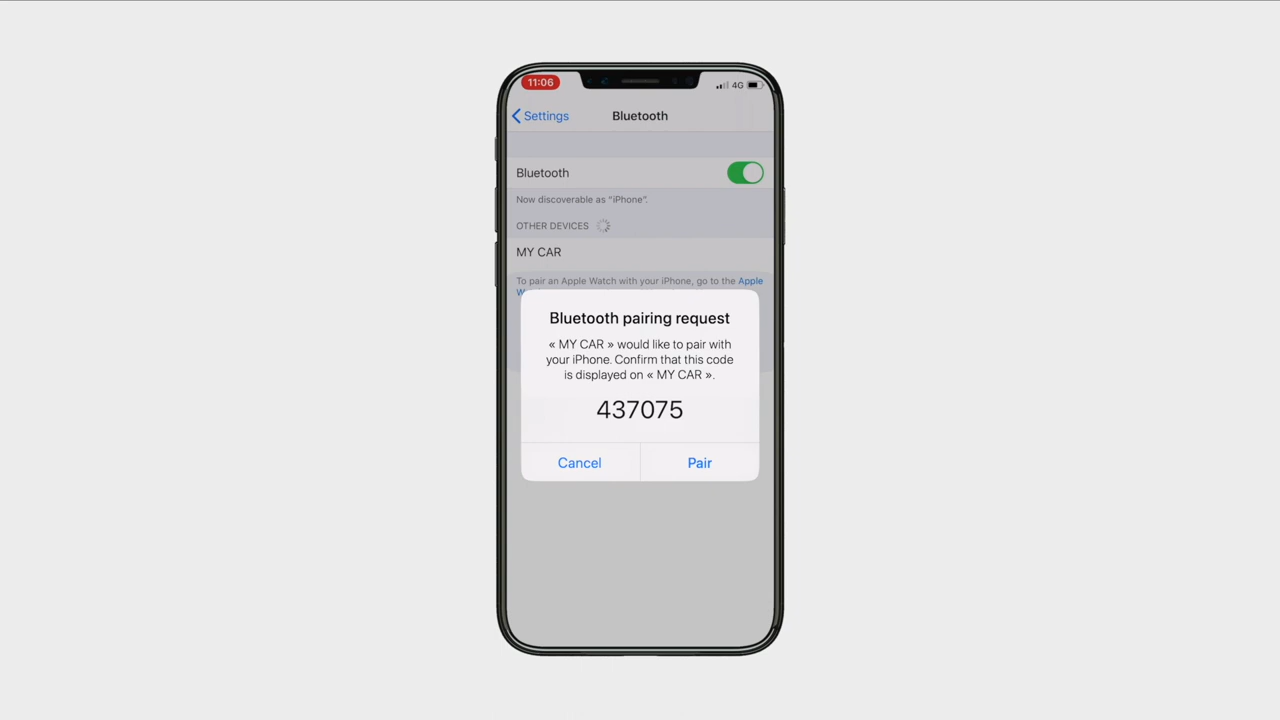 11:06
4G
Settings
Bluetooth
Bluetooth
Now discoverable as “iPhone”.
OTHER DEVICES
MY CAR
To pair an Apple Watch with your iPhone, go to the Apple
Bluetooth pairing request
« MY CAR » would like to pair with
your iPhone. Confirm that this code
is displayed on « MY CAR ».
437075
Cancel
Pair